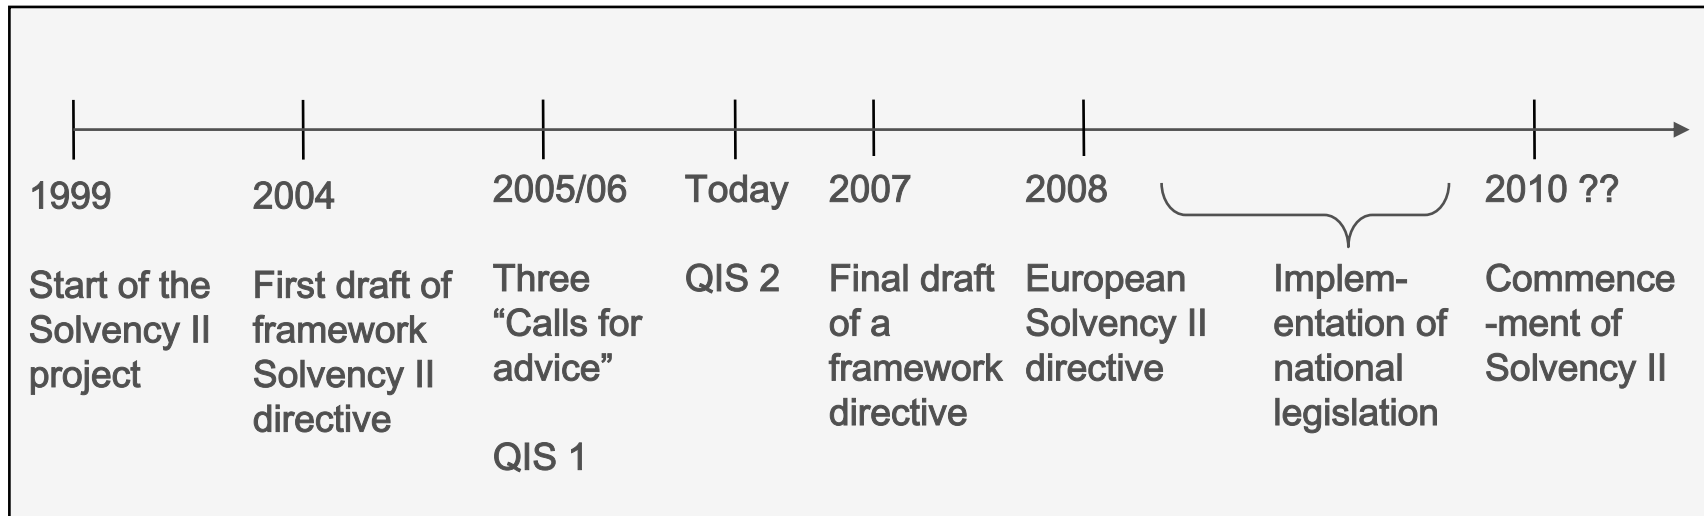 1999
Start of the
Solvency II
project
2004
First draft of
framework
Solvency II
directive
2005/06
Three
“Calls for
advice”
QIS 1
Today
QIS 2
2007
Final draft
of a
framework
directive
2008
European
Solvency II
directive
Implem-
entation of
national
legislation
2010 ??
Commence
-ment of
Solvency II